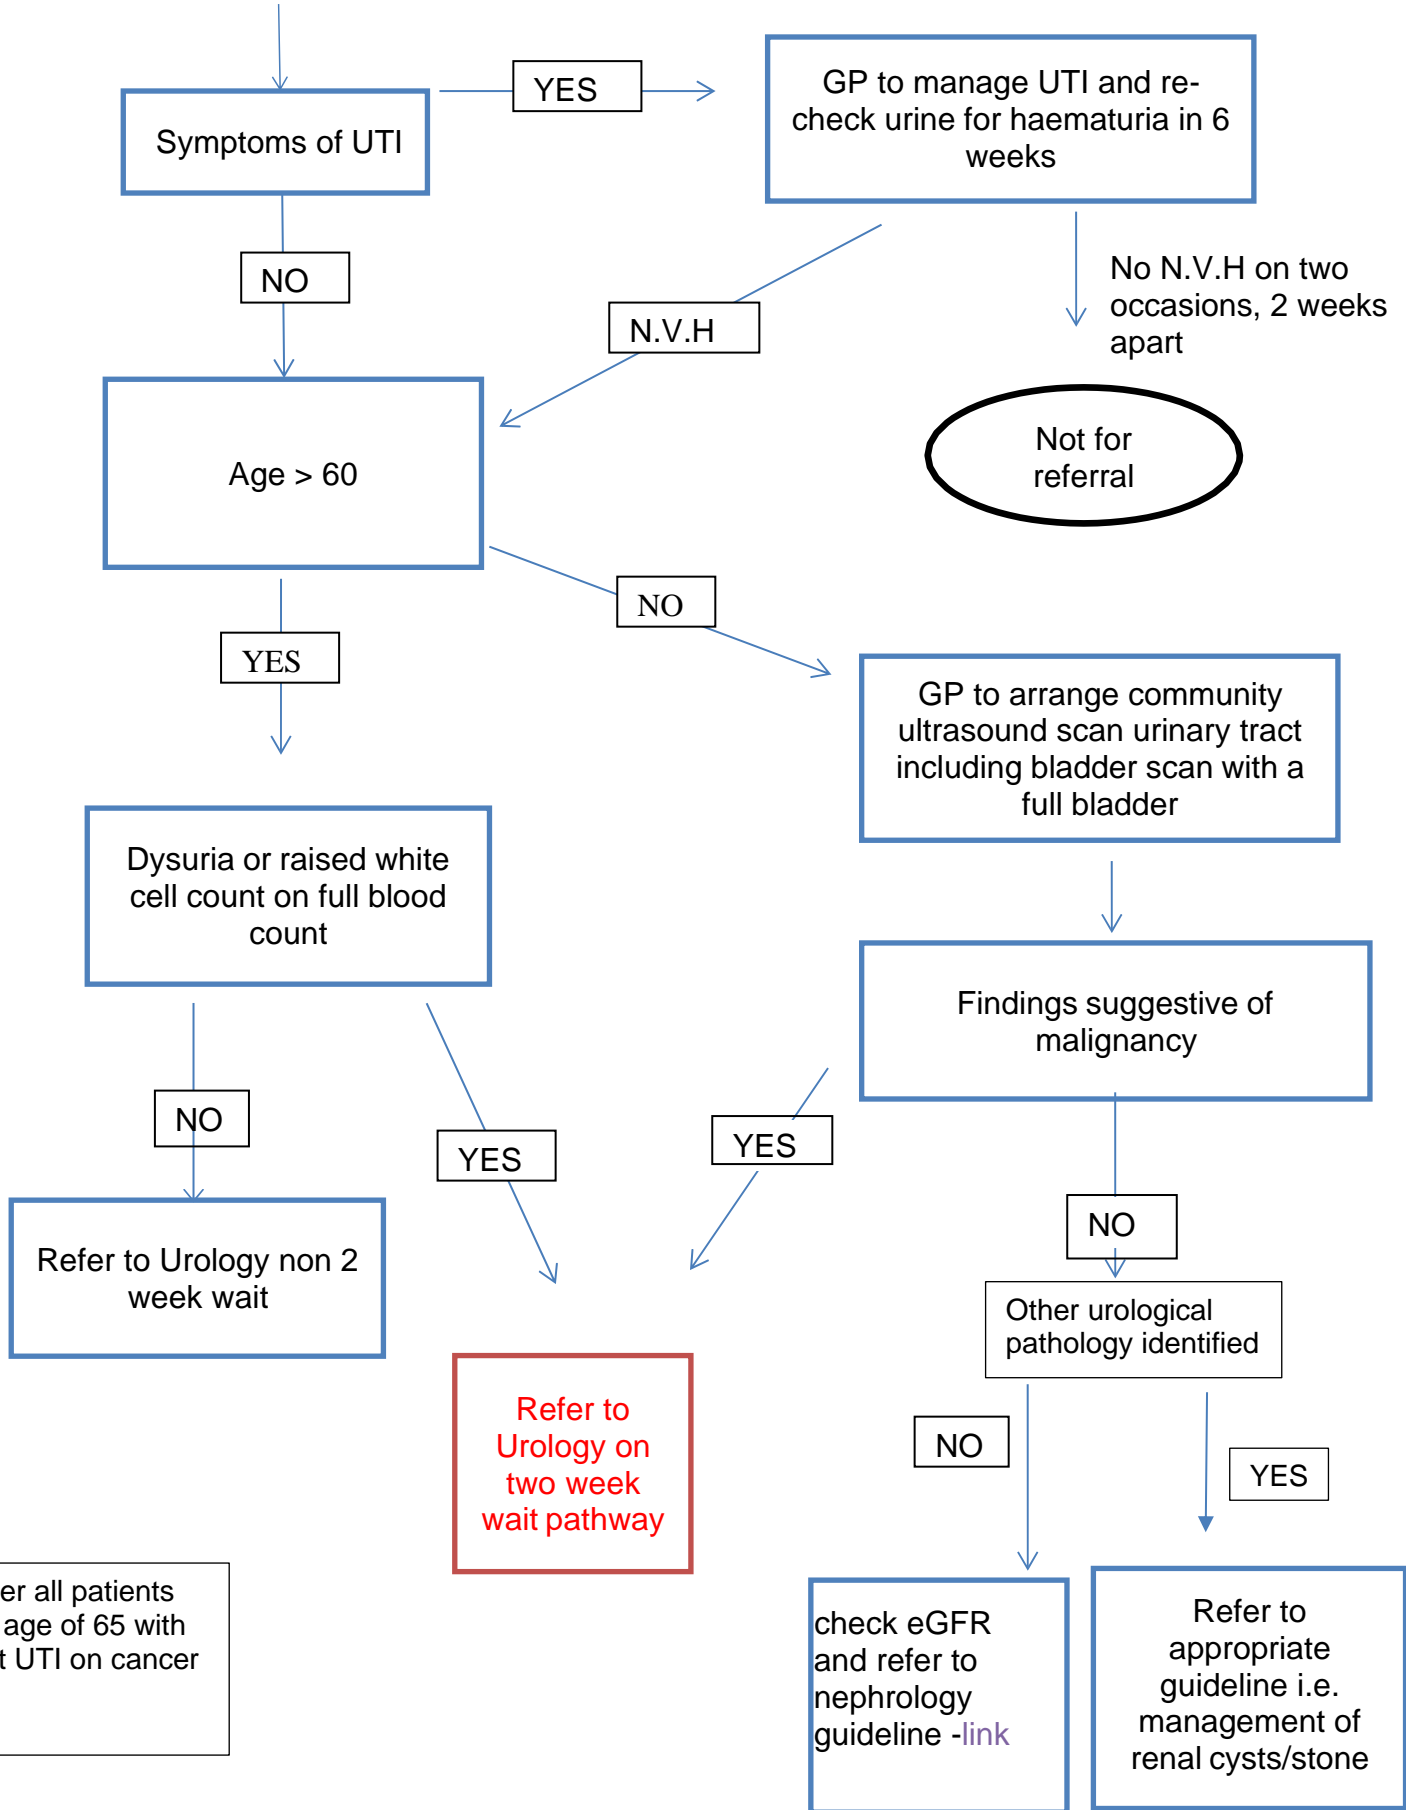 Symptoms of UTI
YES
GP to manage UTI and re-
check urine for haematuria in 6
weeks
NO
N.V.H
No N.V.H on two
occasions, 2 weeks
apart
Age > 60
Not for
referral
YES
NO
GP to arrange community
ultrasound scan urinary tract
including bladder scan with a
full bladder
Dysuria or raised white
cell count on full blood
count
Findings suggestive of
malignancy
NO
YES
YES
NO
Refer to Urology non 2
week wait
Other urological
pathology identified
Refer to
Urology on
two week
wait pathway
NO
YES
er all patients
age of 65 with
t UTI on cancer
check eGFR
and refer to
nephrology
guideline -link
Refer to
appropriate
guideline i.e.
management of
renal cysts/stone